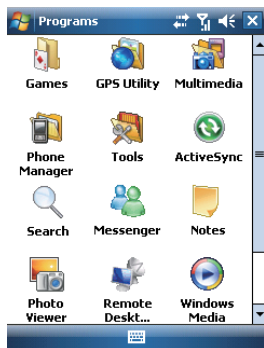 Programs
Games GPS Utility Multimedia
Phone Tools ActiveSync
Manager
Search Messenger Notes
Photo Remote Windows
Viewer Deskt... Media